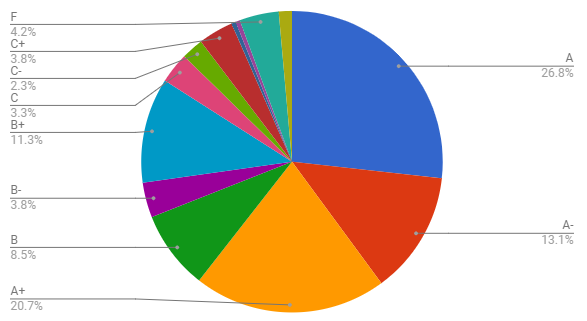 F
4.2%
C+
3.8%
C-
2.3%
C
3.3%
B+
11.3%
B-
3.8%
B
8.5%
A+
20.7%
A
26.8%
A-
13.1%